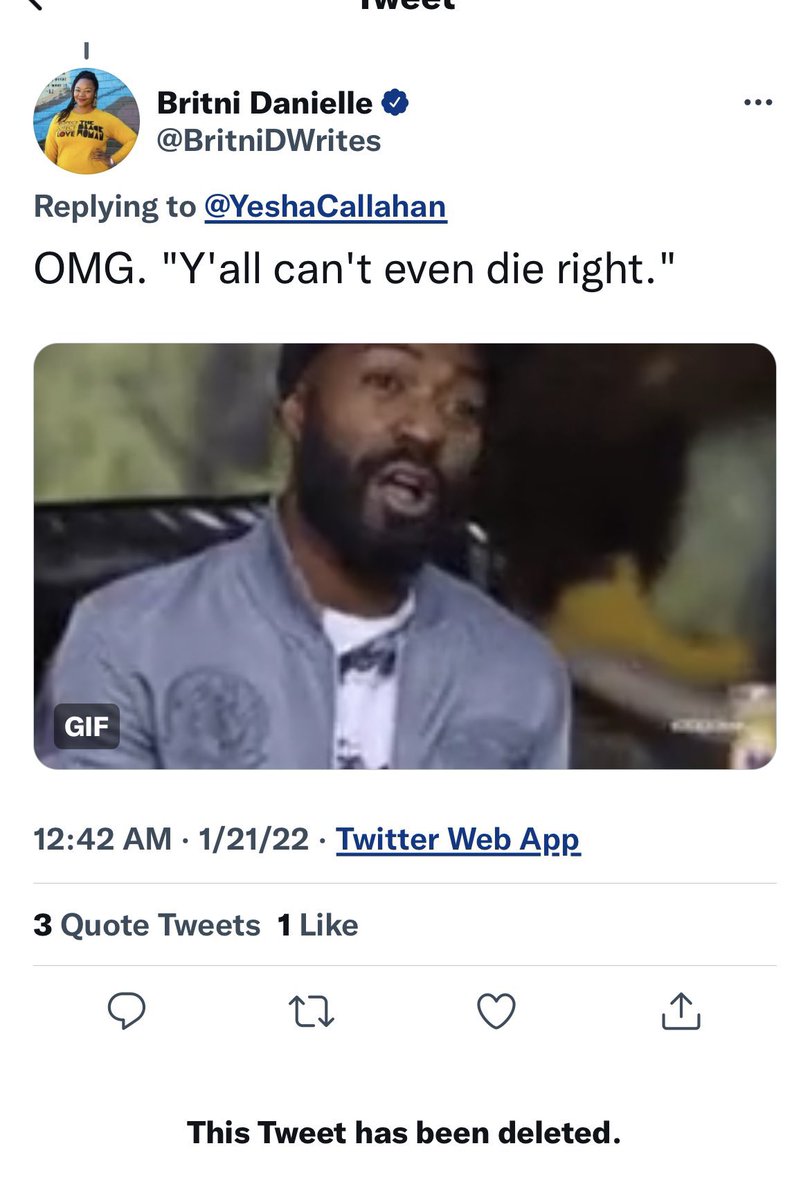 Tweet
Britni Danielle
@BritniDWrites
Replying to @YeshaCallahan
OMG. "Y'all can't even die right."
GIF
12:42 AM · 1/21/22 · Twitter Web App
3 Quote Tweets 1 Like
This Tweet has been deleted.